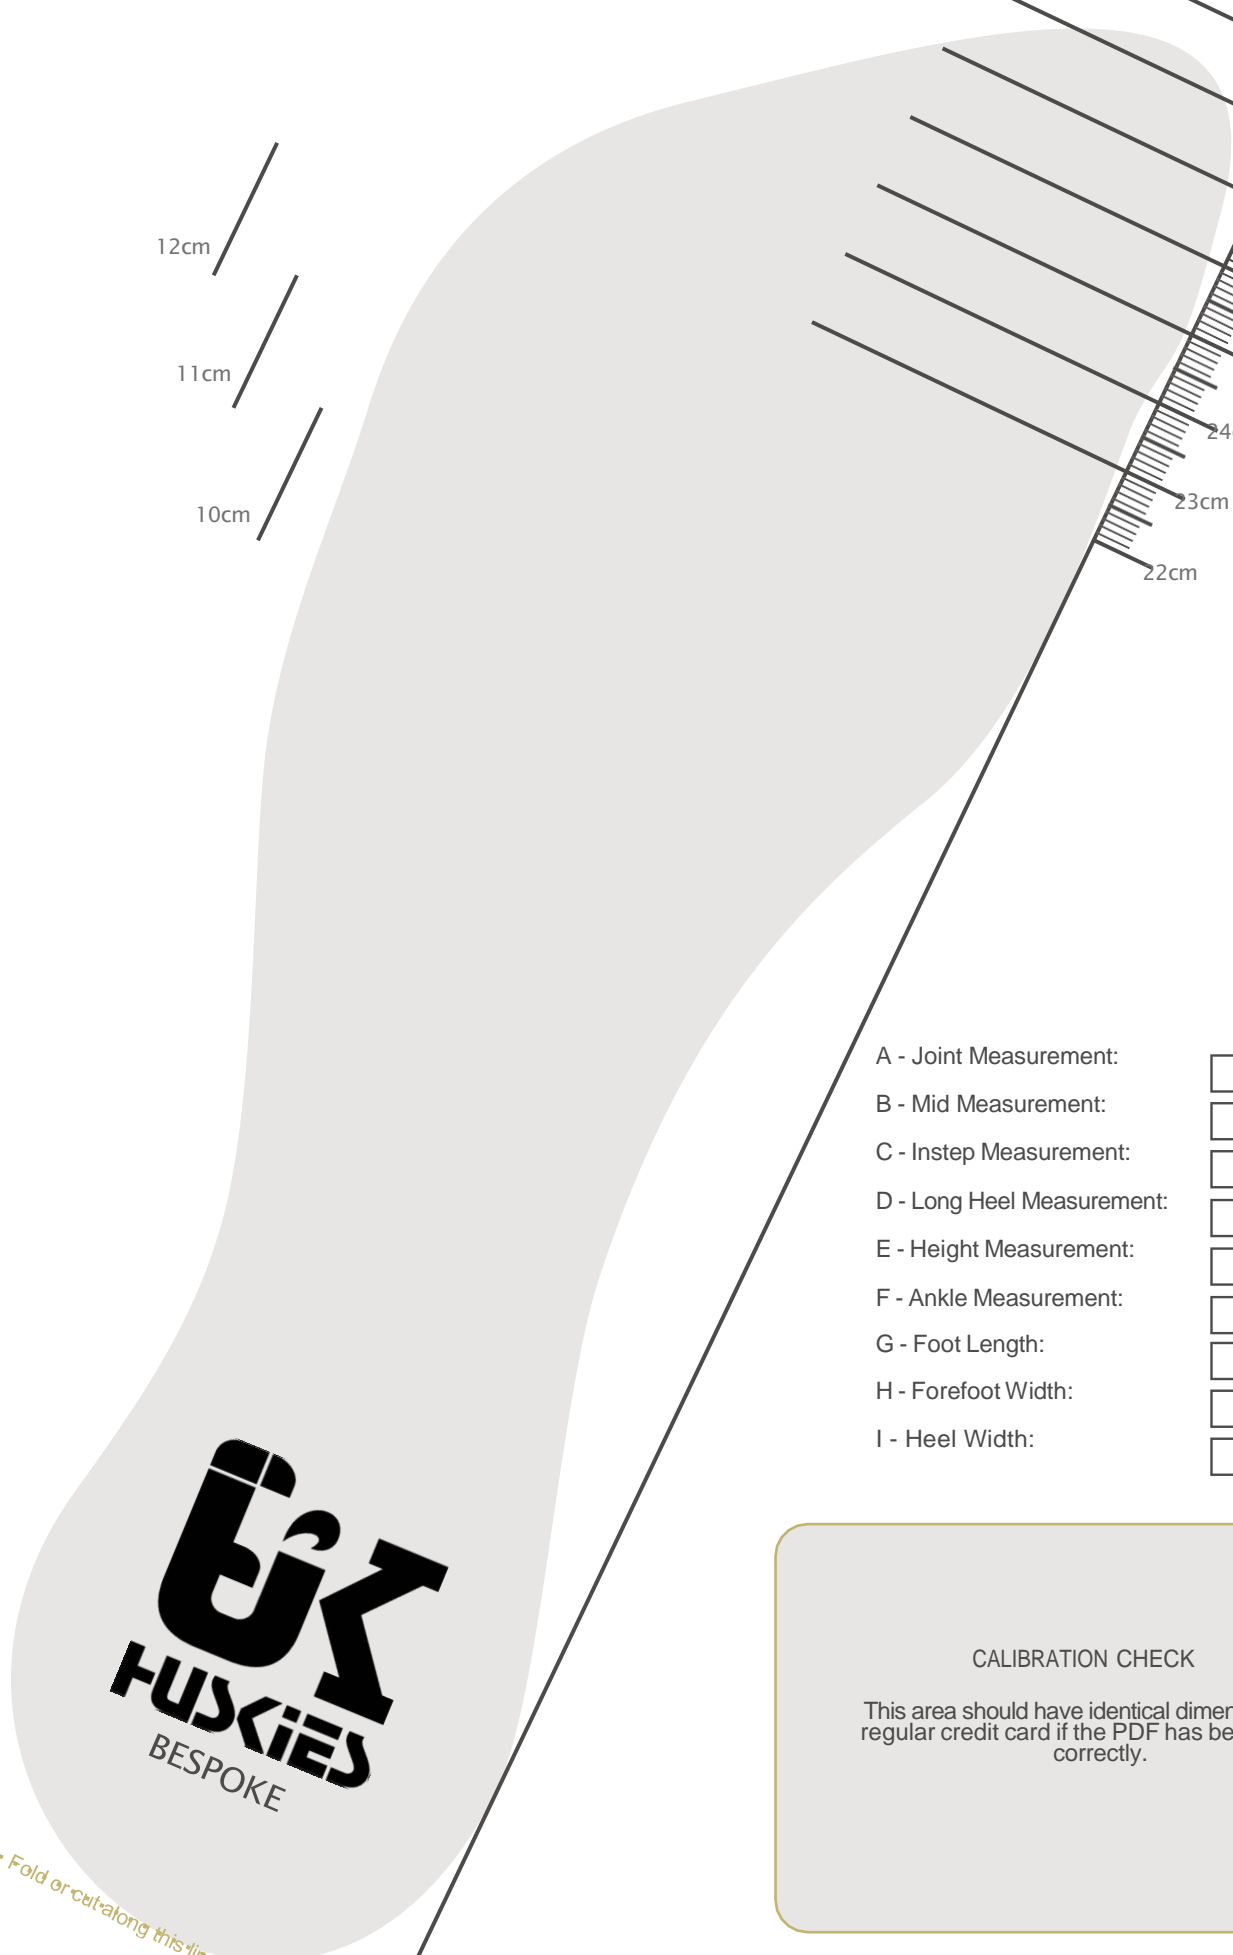 12cm
11cm
10cm
24
23cm
22cm
A - Joint Measurement:
B - Mid Measurement:
C - Instep Measurement:
D - Long Heel Measurement:
E - Height Measurement:
F - Ankle Measurement:
G - Foot Length:
H - Forefoot Width:
I - Heel Width:
UK
HUSKiES
BESPOKE
CALIBRATION CHECK
This area should have identical dimen
regular credit card if the PDF has be
correctly.
Fold or cut along this lin